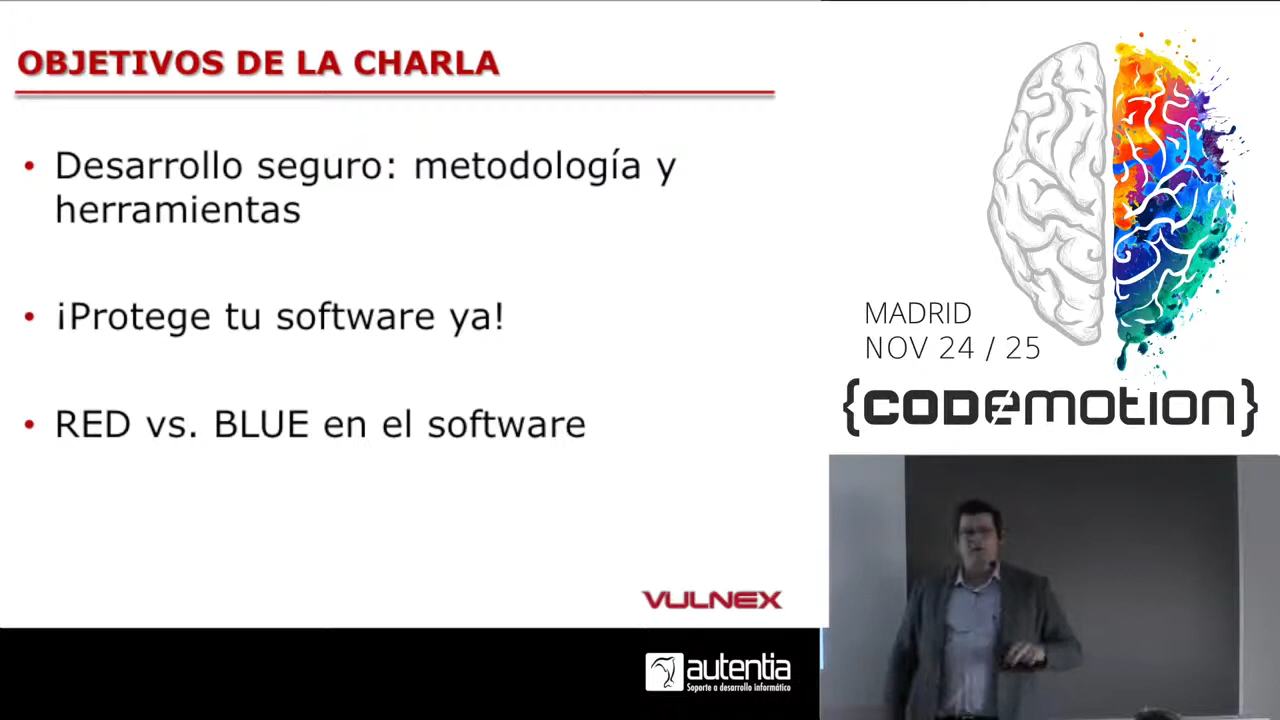 OBJETIVOS DE LA CHARLA
• Desarrollo seguro: metodología y
herramientas
• ¡Protege tu software ya!
• RED vs. BLUE en el software
VULNEX
autentia
Soporte a desarrollo informático
MADRID
NOV 24 / 25
{CODEMOTION}